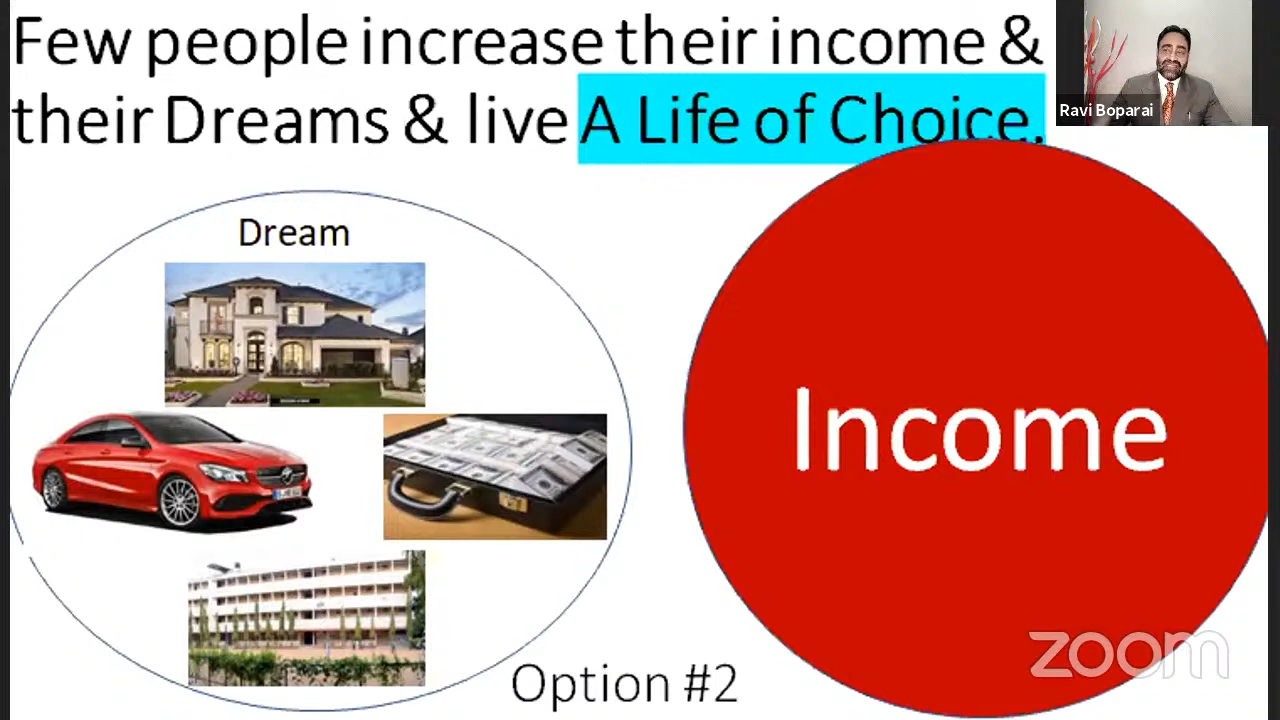 Few people increase their income &
their Dreams & live A Life of Choice.
Ravi Boparai
Dream
Income
Option #2
zoom